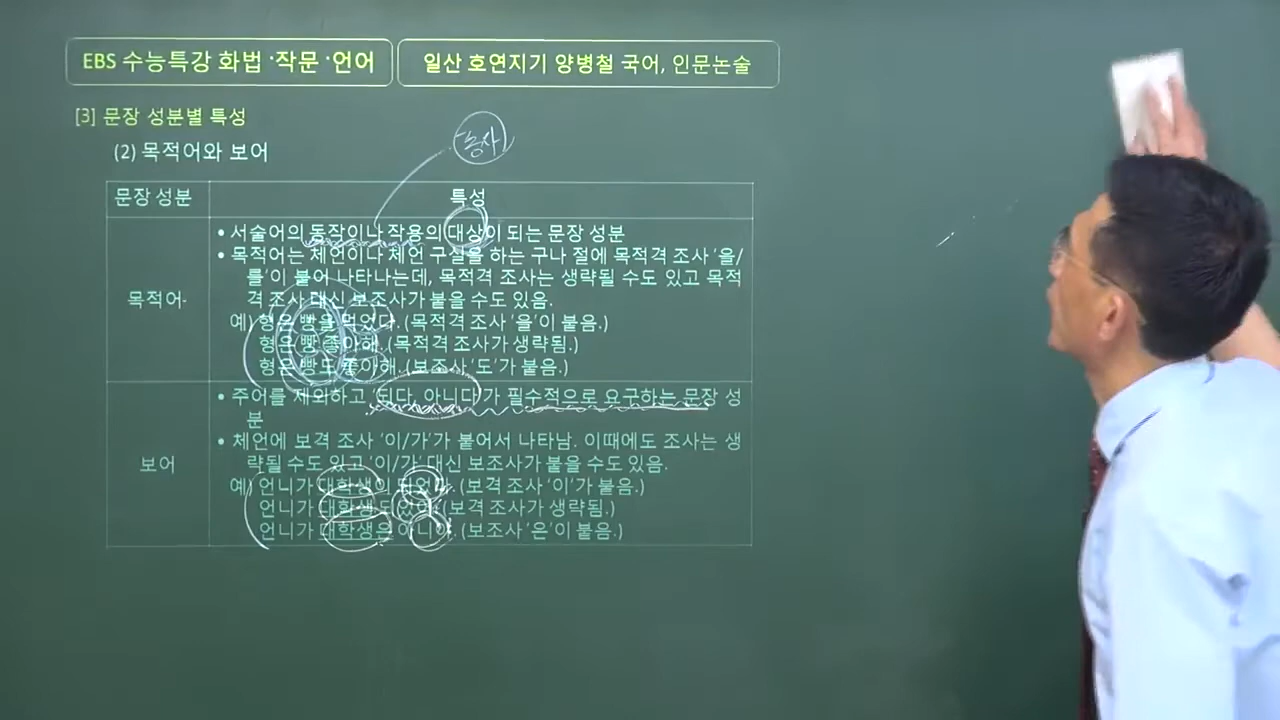 EBS 수능특강 화법 ·작문 ·언어
일산 호연지기 양병철 국어, 인문논술
[3] 문장 성분별 특성
(2) 목적어와 보어
동사
문장 성분
특성
목적어
• 서술어의 동작이나 작용의 대상이 되는 문장 성분
• 목적어는 체언이나 체언 구실을 하는 구나 절에 목적격 조사 '을/
를'이 붙어 나타나는데, 목적격 조사는 생략될 수도 있고 목적
격 조사 대신 보조사가 붙을 수도 있음.
예) 형은 빵을 먹었다. (목적격 조사 '을'이 붙음.)
형은 빵 좋아해. (목적격 조사가 생략됨.)
형은 빵도 좋아해. (보조사 '도'가 붙음.)
보어
• 주어를 제외하고 '되다, 아니다'가 필수적으로 요구하는 문장 성
분
• 체언에 보격 조사 '이/가'가 붙어서 나타남. 이때에도 조사는 생
략될 수도 있고 '이/가' 대신 보조사가 붙을 수도 있음.
예) 언니가 대학생이 되었다. (보격 조사 '이'가 붙음.)
언니가 대학생 되었어. (보격 조사가 생략됨.)
언니가 대학생은 아니야. (보조사 '은'이 붙음.)